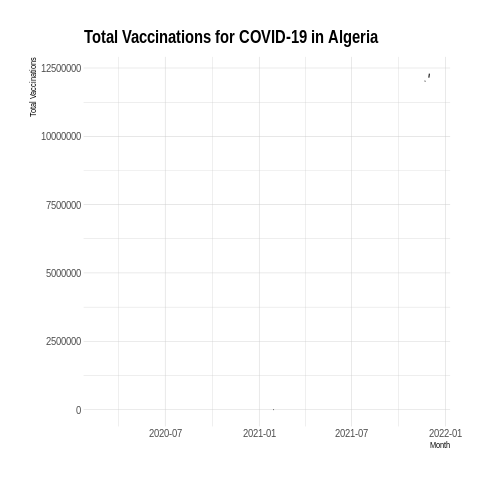 Total Vaccinations for COVID-19 in Algeria
Total Vaccinations
12500000
10000000
7500000
5000000
2500000
0
2020-07 2021-01 2021-07 2022-01
Month